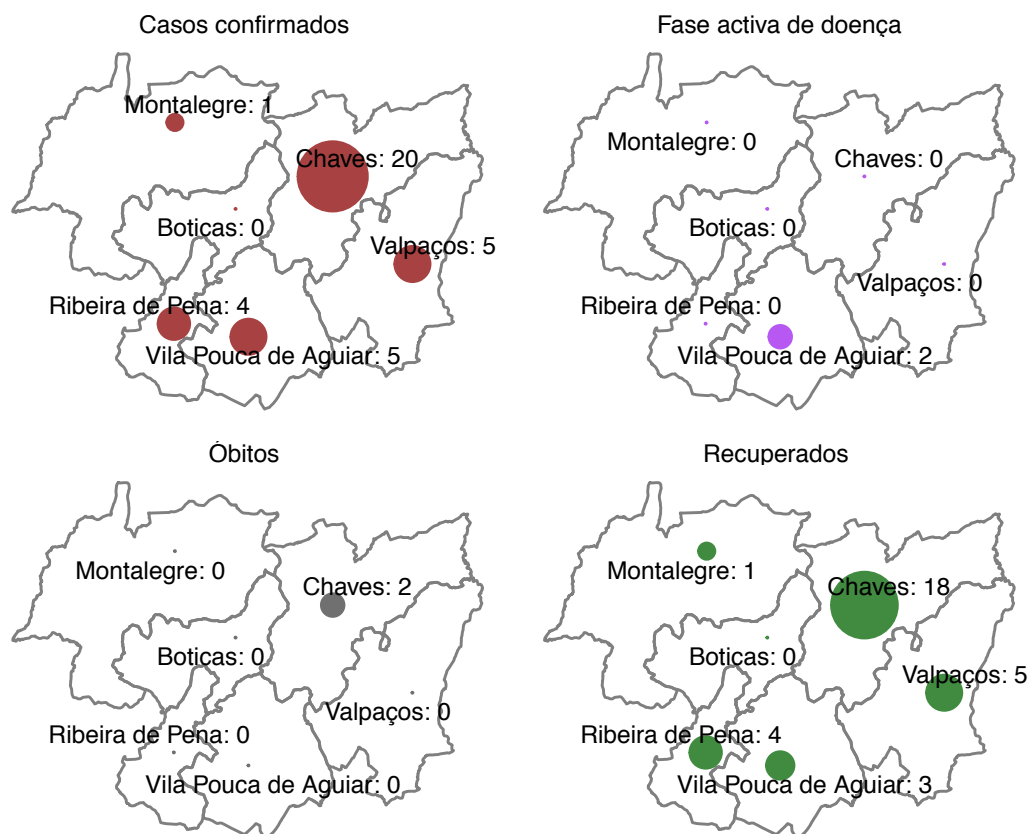 Casos confirmados
Montalegre: 1
Chaves: 20
Boticas: 0
Valpaços: 5
Ribeira de Pena: 4
Vila Pouca de Aguiar: 5
Fase activa de doença
Montalegre: 0
Chaves: 0
Boticas: 0
Valpaços: 0
Ribeira de Pena: 0
Vila Pouca de Aguiar: 2
Óbitos
Montalegre: 0
Chaves: 2
Boticas: 0
Valpaços: 0
Ribeira de Pena: 0
Vila Pouca de Aguiar: 0
Recuperados
Montalegre: 1
Chaves: 18
Boticas: 0
Valpaços: 5
Ribeira de Pena: 4
Vila Pouca de Aguiar: 3